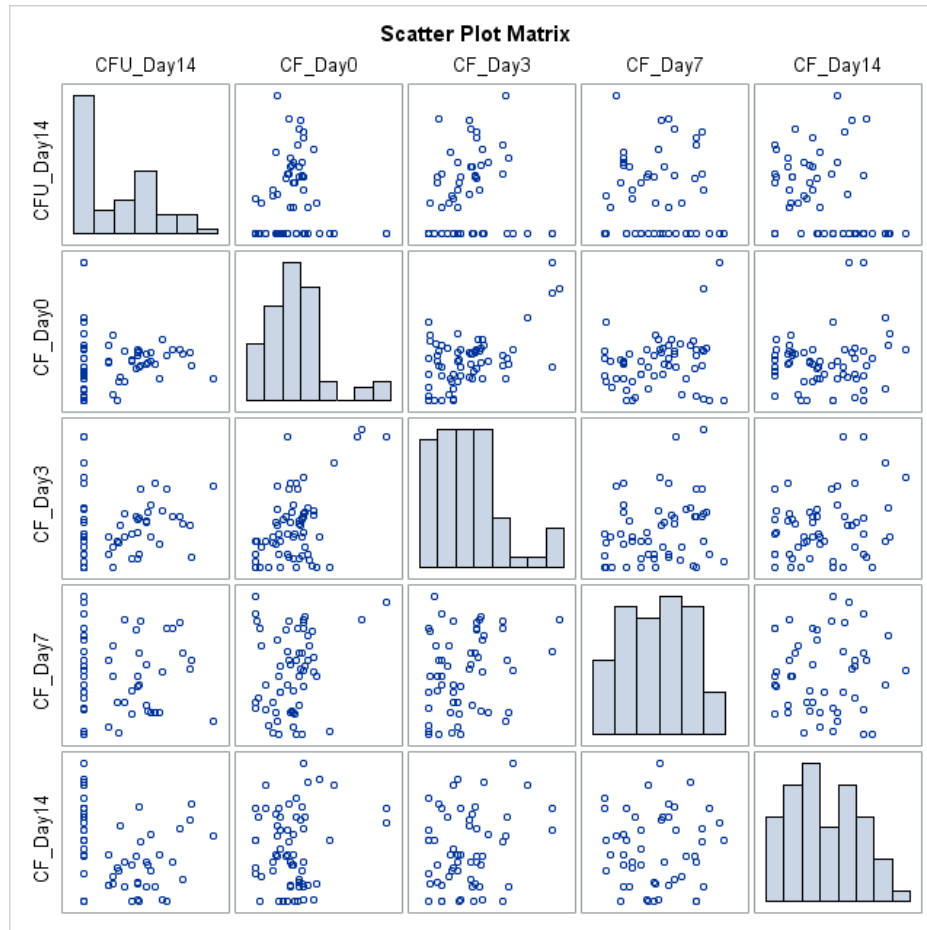 Scatter Plot Matrix
CFU_Day14 CF_Day0 CF_Day3 CF_Day7 CF_Day14
CFU_Day14
CF_Day0
CF_Day3
CF_Day7
CF_Day14